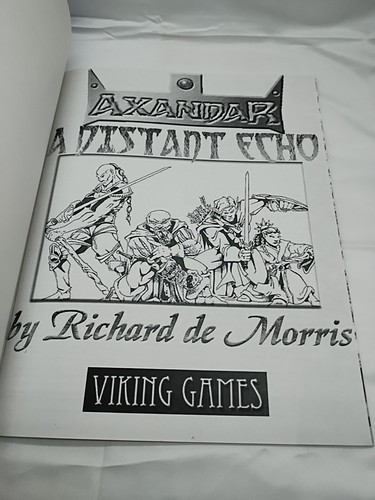 AXANDAR
A DISTANT ECHO
by Richard de Morris
VIKING GAMES